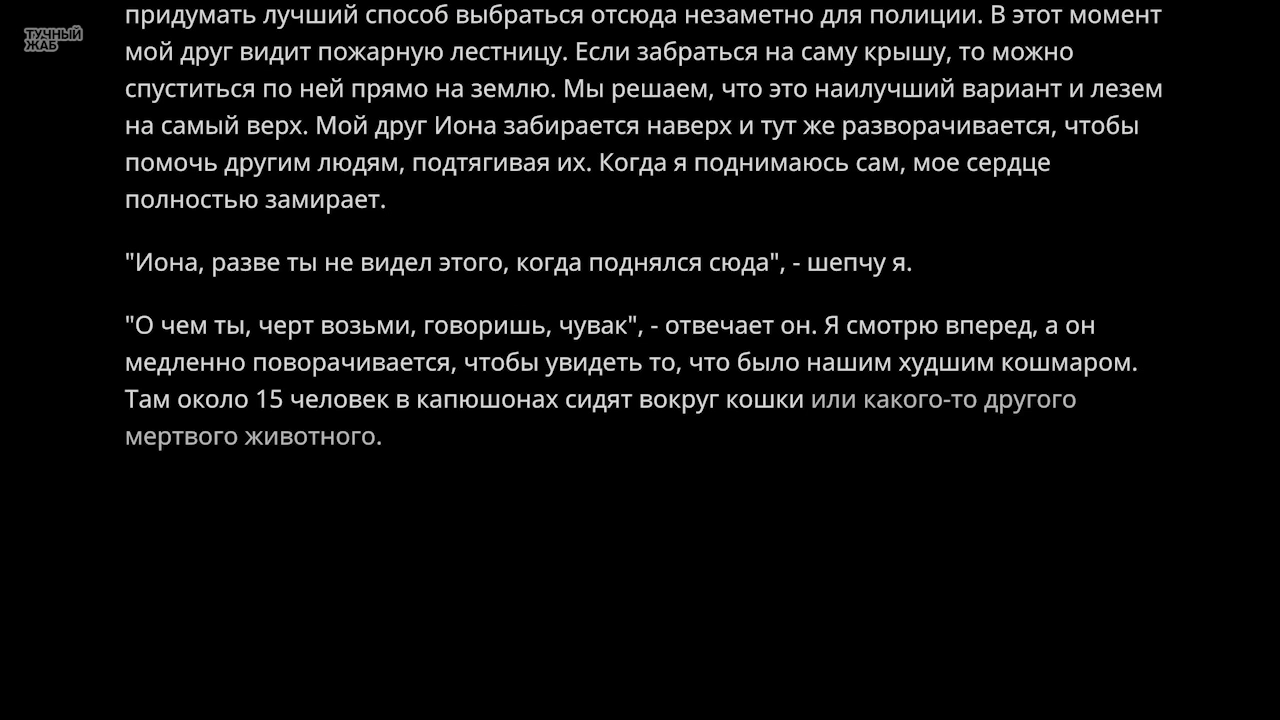 придумать лучший способ выбраться отсюда незаметно для полиции. В этот момент
ТУЧНЫЙ
ЖАБ
мой друг видит пожарную лестницу. Если забраться на саму крышу, то можно
спуститься по ней прямо на землю. Мы решаем, что это наилучший вариант и лезем
на самый верх. Мой друг Иона забирается наверх и тут же разворачивается, чтобы
помочь другим людям, подтягивая их. Когда я поднимаюсь сам, мое сердце
полностью замирает.
"Иона, разве ты не видел этого, когда поднялся сюда", - шепчу я.
"О чем ты, черт возьми, говоришь, чувак", - отвечает он. Я смотрю вперед, а он
медленно поворачивается, чтобы увидеть то, что было нашим худшим кошмаром.
Там около 15 человек в капюшонах сидят вокруг кошки или какого-то другого
мертвого животного.